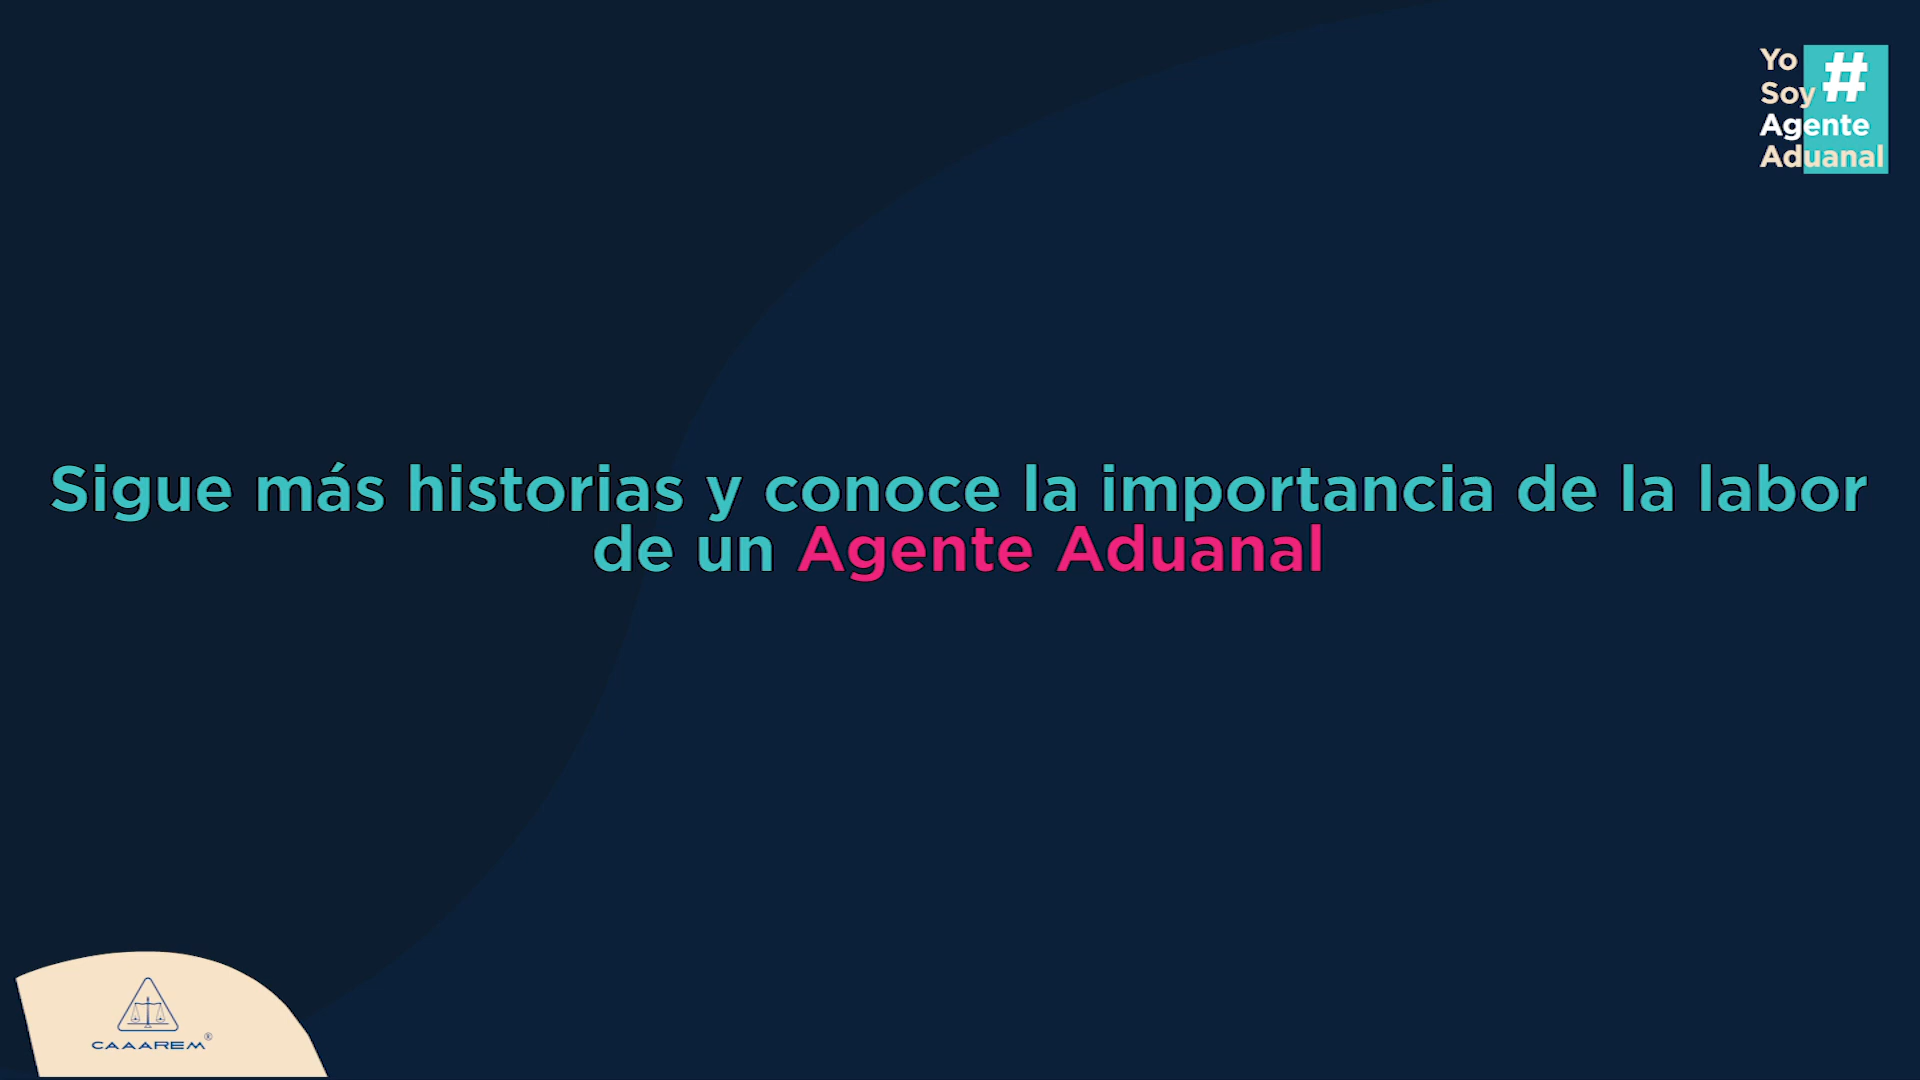 Yo #
Soy
Agente
Aduanal
Sigue más historias y conoce la importancia de la labor
de un Agente Aduanal
CAAAREM®